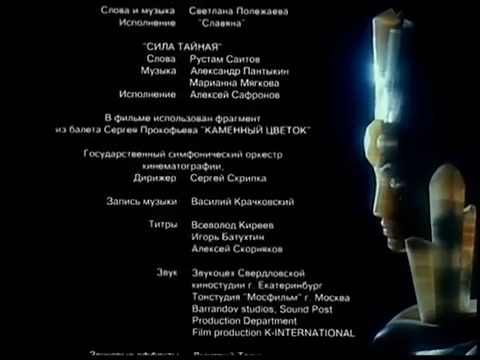 Слова и музыка Светлана Полежаева
Исполнение "Славяна"
"СИЛА ТАЙНАЯ"
Слова Рустам Саитов
Музыка Александр Пантыкин
Марианна Мягкова
Исполнение Алексей Сафронов
В фильме использован фрагмент
из балета Сергея Прокофьева "КАМЕННЫЙ ЦВЕТОК"
Государственный симфонический оркестр
кинематографии,
Дирижер Сергей Скрипка
Запись музыки Василий Крачковский
Титры Всеволод Киреев
Игорь Батухтин
Алексей Скорняков
Звук Звукоцех Свердловской
киностудии г. Екатеринбург
Тонстудия "Мосфильм" г. Москва
Barrandov studios, Sound Post
Production Department
Film production K-INTERNATIONAL